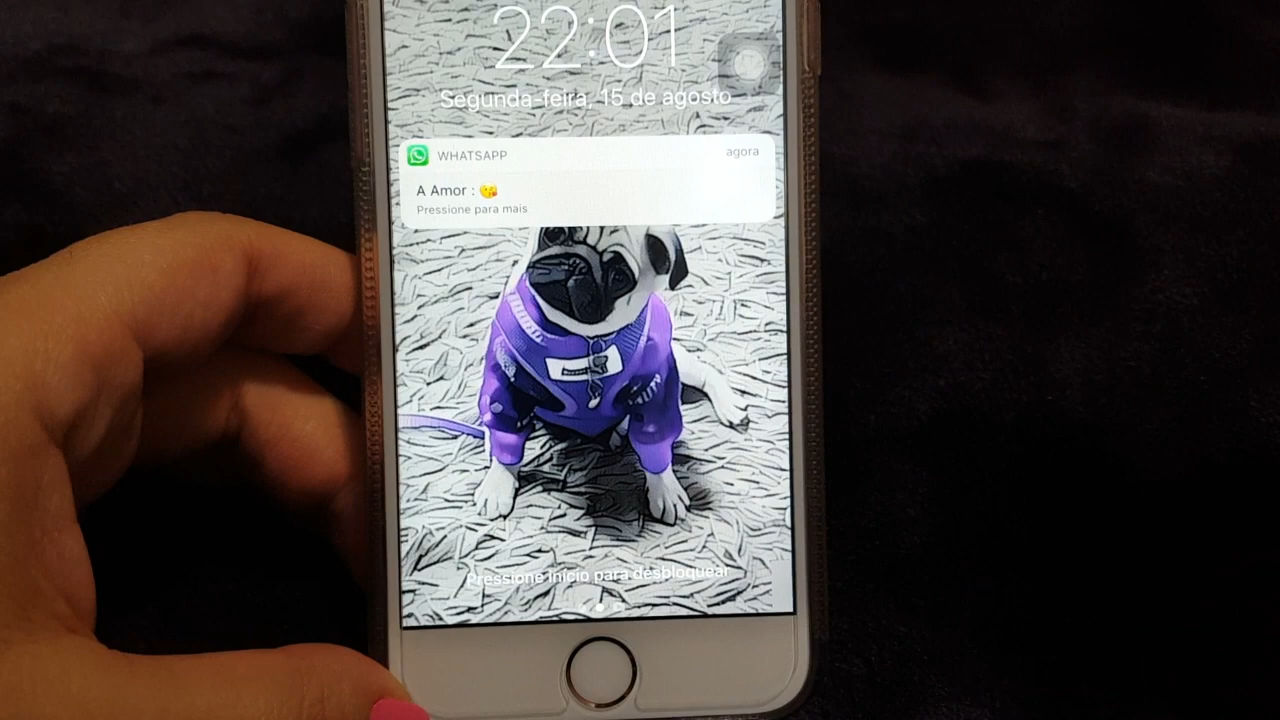 22:01
Segunda-feira, 15 de agosto
WHATSAPP agora
A Amor : 😘
Pressione para mais
Pressione início para desbloquear